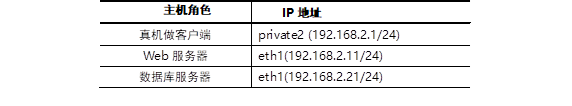 主机角色 IP 地址
真机做客户端 private2 (192.168.2.1/24)
Web 服务器 eth1(192.168.2.11/24)
数据库服务器 eth1(192.168.2.21/24)